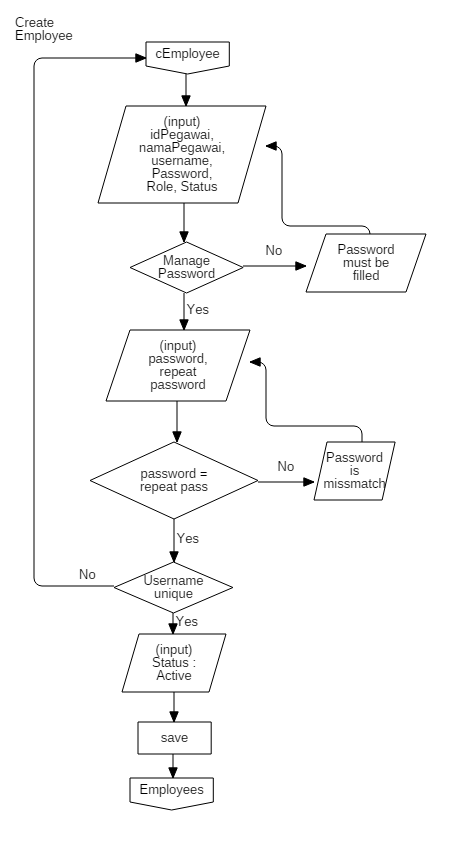 Create
Employee
cEmployee
(input)
idPegawai,
namaPegawai,
username,
Password,
Role, Status
Manage
Password
No
Password
must be
filled
Yes
(input)
password,
repeat
password
password =
repeat pass
No
Password
is
missmatch
Yes
Username
unique
No
Yes
(input)
Status :
Active
save
Employees